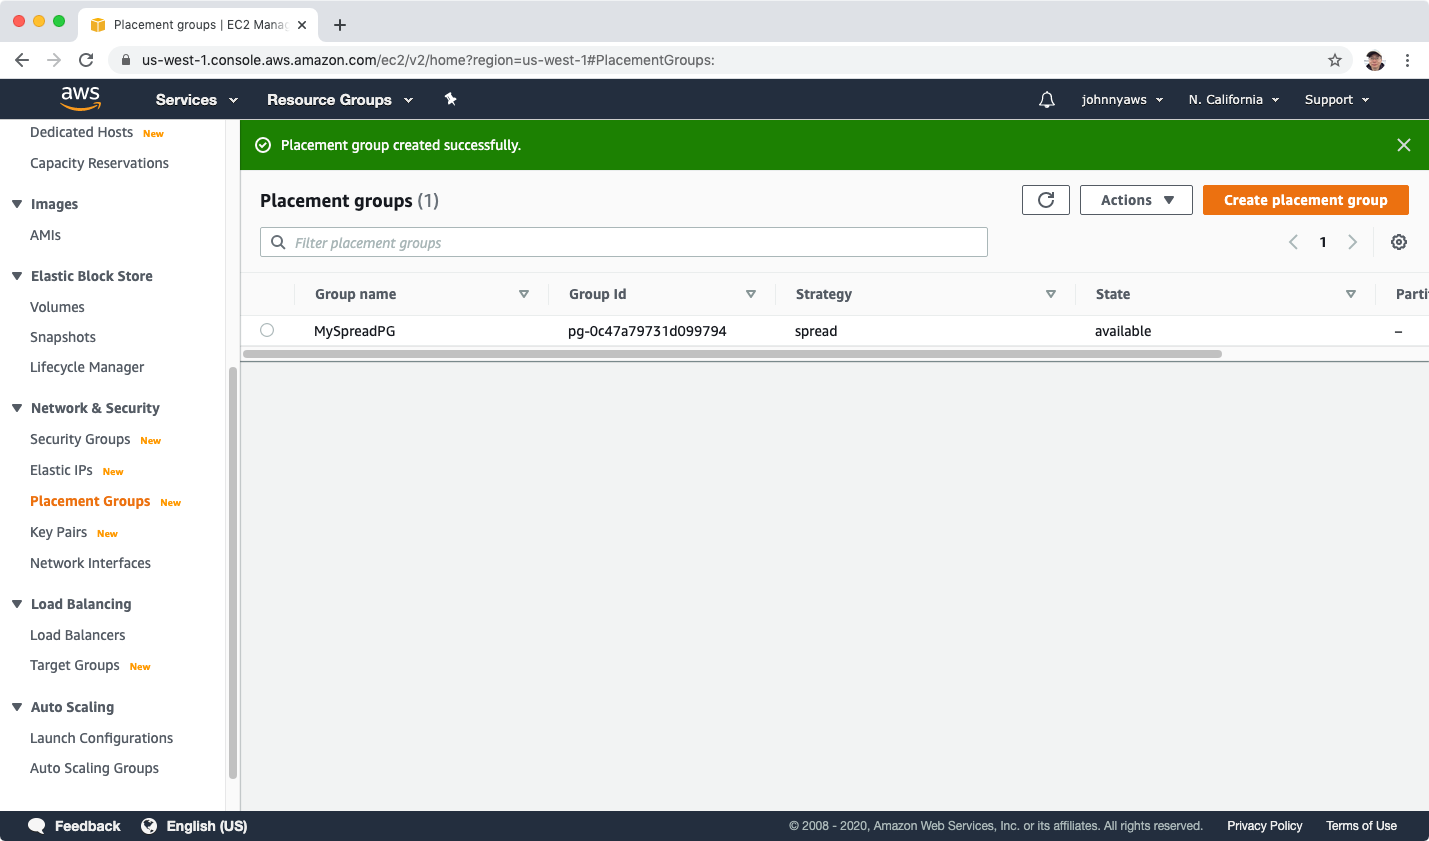 Placement groups | EC2 Manag
us-west-1.console.aws.amazon.com/ec2/v2/home?region=us-west-1#PlacementGroups:
aws Services Resource Groups johnnyaws N. California Support
Dedicated Hosts New
Capacity Reservations
Images
AMIs
Elastic Block Store
Volumes
Snapshots
Lifecycle Manager
Network & Security
Security Groups New
Elastic IPs New
Placement Groups New
Key Pairs New
Network Interfaces
Load Balancing
Load Balancers
Target Groups New
Auto Scaling
Launch Configurations
Auto Scaling Groups
Placement group created successfully.
Placement groups (1)
Actions
Create placement group
Filter placement groups
1
Group name Group Id Strategy State Parti
MySpreadPG pg-0c47a79731d099794 spread available –
Feedback English (US) © 2008 - 2020, Amazon Web Services, Inc. or its affiliates. All rights reserved. Privacy Policy Terms of Use